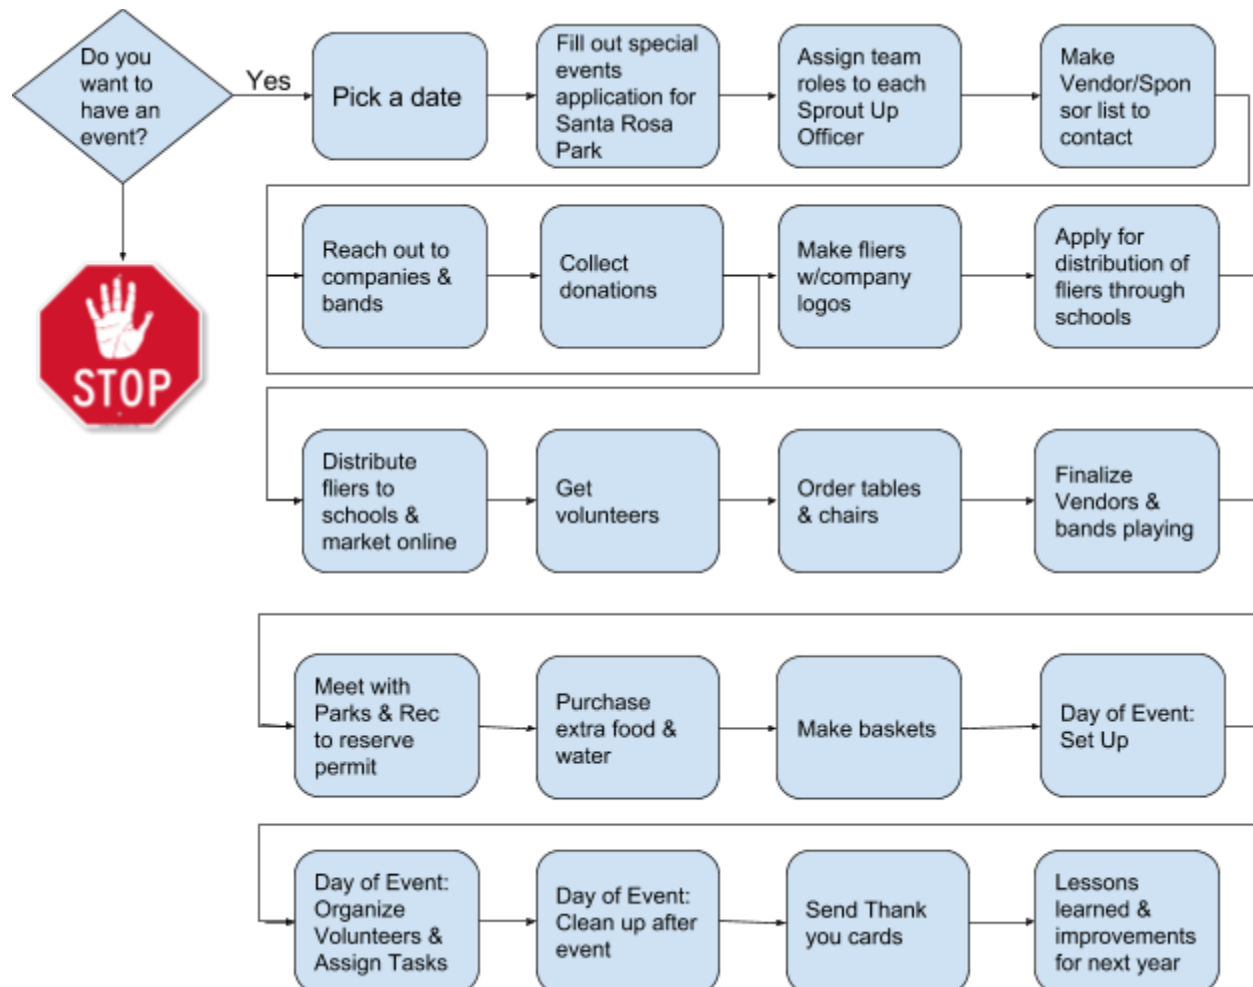 Do you
want to
have an
event?
Yes
Pick a date
Fill out special
events
application for
Santa Rosa
Park
Assign team
roles to each
Sprout Up
Officer
Make
Vendor/Spon
sor list to
contact
STOP
Reach out to
companies &
bands
Collect
donations
Make fliers
w/company
logos
Apply for
distribution of
fliers through
schools
Distribute
fliers to
schools &
market online
Get
volunteers
Order tables
& chairs
Finalize
Vendors &
bands playing
Meet with
Parks & Rec
to reserve
permit
Purchase
extra food &
water
Make baskets
Day of Event:
Set Up
Day of Event:
Organize
Volunteers &
Assign Tasks
Day of Event:
Clean up after
event
Send Thank
you cards
Lessons
learned &
improvements
for next year